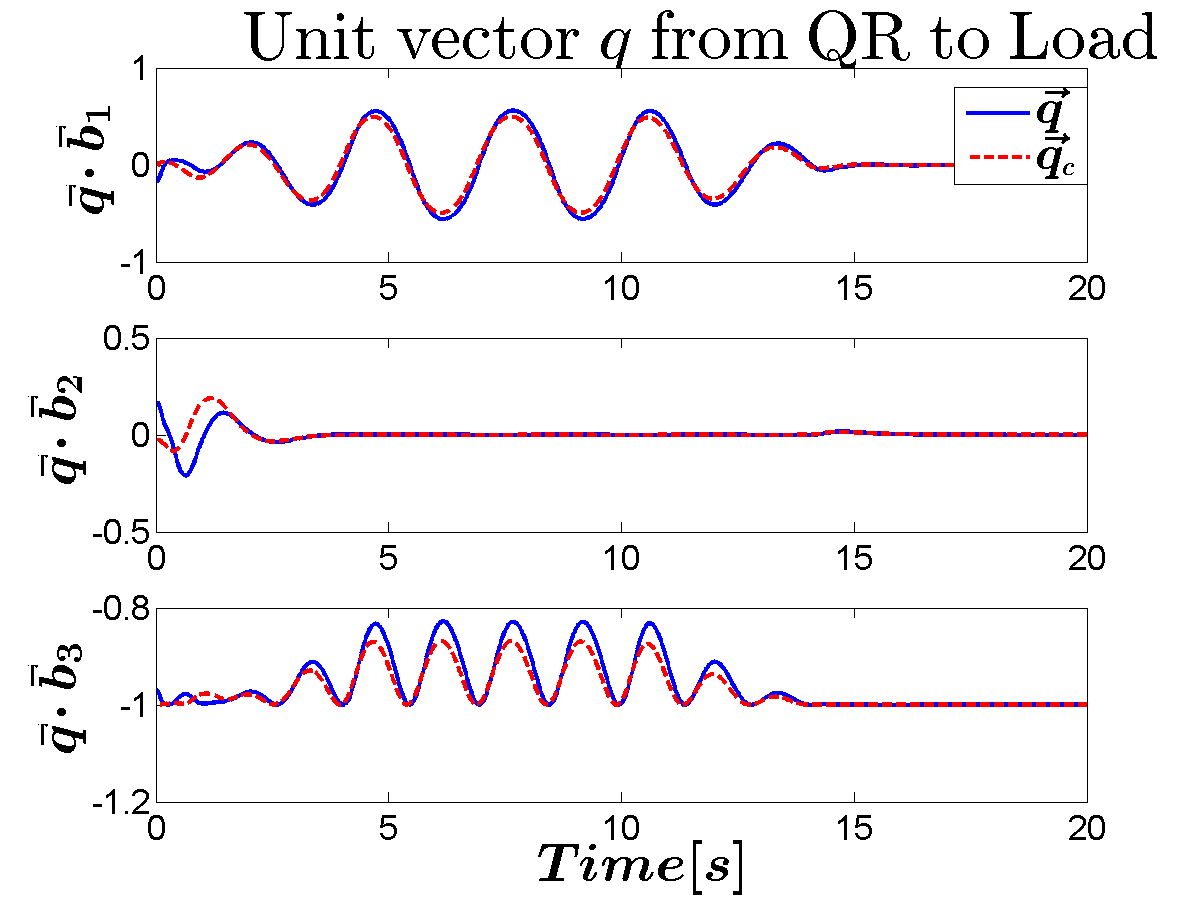 Unit vector q from QR to Load
1
0
-1
q̄ · b̄₁
q⃗
q⃗c
0 5 10 15 20
0.5
0
-0.5
q̄ · b̄₂
0 5 10 15 20
-0.8
-1
-1.2
q̄ · b̄₃
0 5 10 15 20
Time[s]